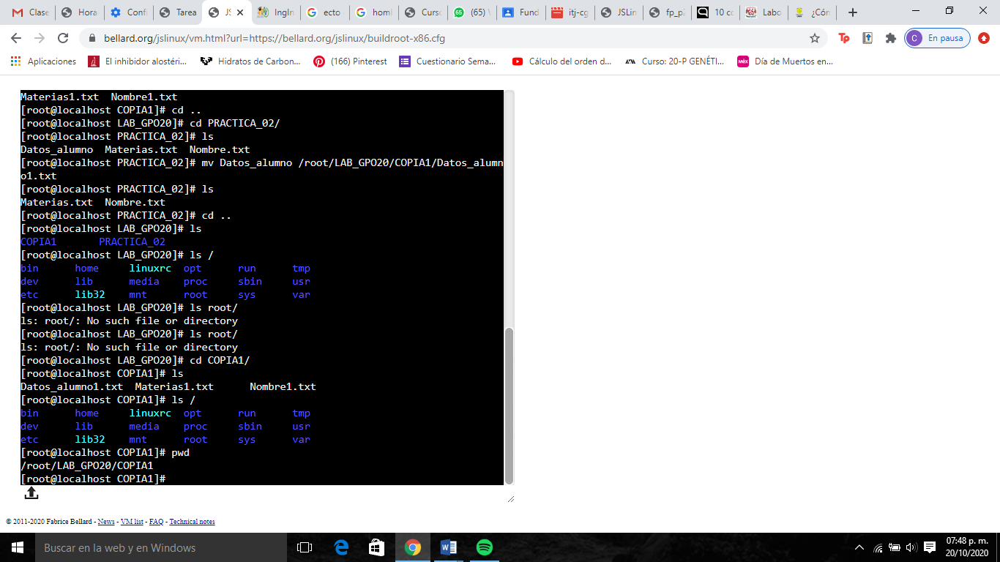 Clase
Hora
Confi
Tarea
JS
IngIn
ecto
homl
Curso
(65) \
Fund
itj-cg
JSLin
fp_p2
10 co
Labo
¿Cón
bellard.org/jslinux/vm.html?url=https://bellard.org/jslinux/buildroot-x86.cfg
C En pausa
Aplicaciones
El inhibidor alostéri...
Hidratos de Carbon...
(166) Pinterest
Cuestionario Sema...
Cálculo del orden d...
Curso: 20-P GENÉTI...
Día de Muertos en...
Materias1.txt  Nombre1.txt
[root@localhost COPIA1]# cd ..
[root@localhost LAB_GPO20]# cd PRACTICA_02/
[root@localhost PRACTICA_02]# ls
Datos_alumno  Materias.txt  Nombre.txt
[root@localhost PRACTICA_02]# mv Datos_alumno /root/LAB_GPO20/COPIA1/Datos_alumn
o1.txt
[root@localhost PRACTICA_02]# ls
Materias.txt  Nombre.txt
[root@localhost PRACTICA_02]# cd ..
[root@localhost LAB_GPO20]# ls
COPIA1       PRACTICA_02
[root@localhost LAB_GPO20]# ls /
bin      home     linuxrc  opt      run      tmp
dev      lib      media    proc     sbin     usr
etc      lib32    mnt      root     sys      var
[root@localhost LAB_GPO20]# ls root/
ls: root/: No such file or directory
[root@localhost LAB_GPO20]# ls root/
ls: root/: No such file or directory
[root@localhost LAB_GPO20]# cd COPIA1/
[root@localhost COPIA1]# ls
Datos_alumno1.txt  Materias1.txt      Nombre1.txt
[root@localhost COPIA1]# ls /
bin      home     linuxrc  opt      run      tmp
dev      lib      media    proc     sbin     usr
etc      lib32    mnt      root     sys      var
[root@localhost COPIA1]# pwd
/root/LAB_GPO20/COPIA1
[root@localhost COPIA1]#
© 2011-2020 Fabrice Bellard - News - VM list - FAQ - Technical notes
Buscar en la web y en Windows
07:48 p. m.
20/10/2020